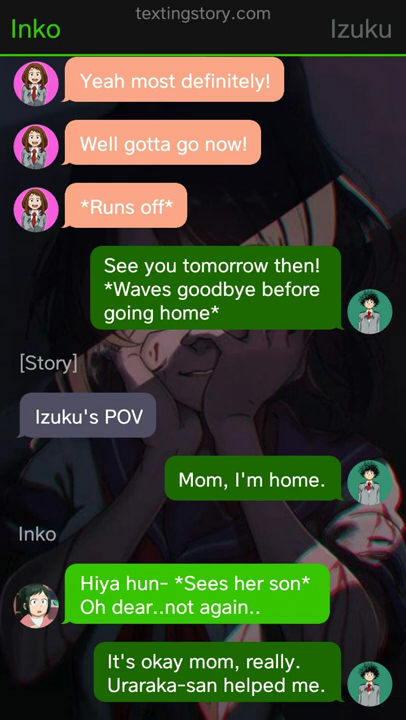 textingstory.com
Inko
Izuku
Yeah most definitely!
Well gotta go now!
*Runs off*
See you tomorrow then!
*Waves goodbye before
going home*
[Story]
Izuku's POV
Mom, I'm home.
Inko
Hiya hun- *Sees her son*
Oh dear..not again..
It's okay mom, really.
Uraraka-san helped me.